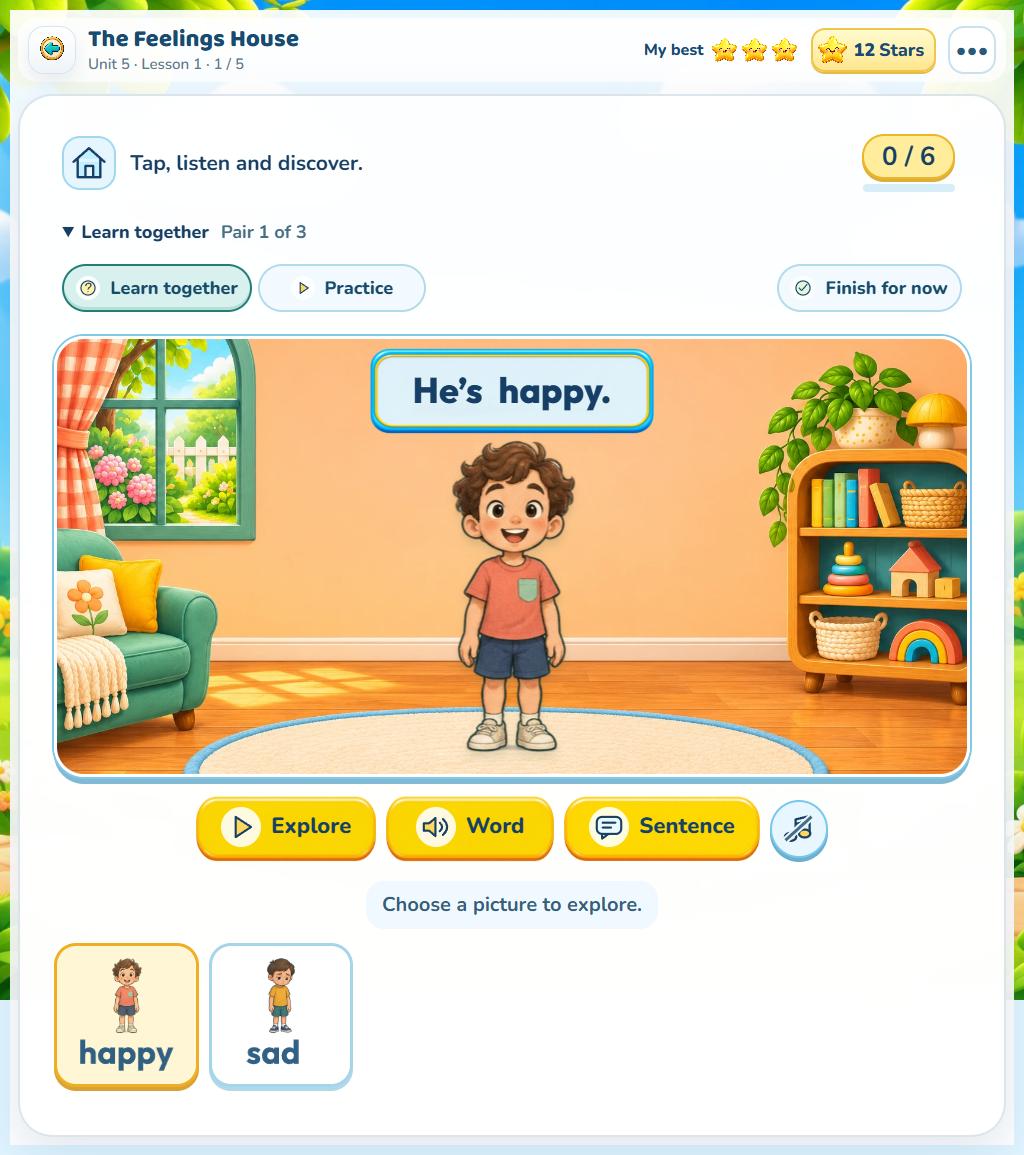 The Feelings House
Unit 5 · Lesson 1 · 1 / 5
My best
12 Stars
Tap, listen and discover.
0 / 6
Learn together Pair 1 of 3
Learn together
Practice
Finish for now
He's happy.
Explore
Word
Sentence
Choose a picture to explore.
happy
sad